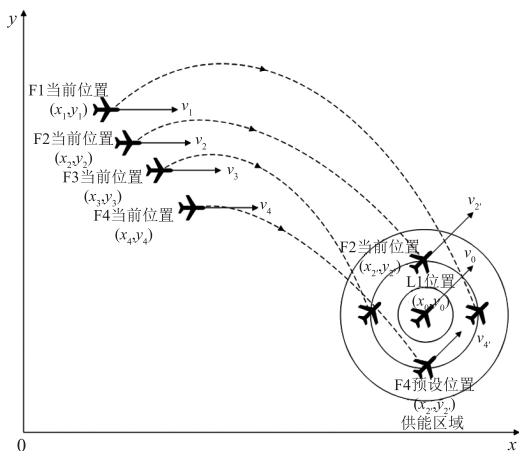 y
F1当前位置
(x₁,y₁)
v₁
F2当前位置
(x₂,y₂)
v₂
F3当前位置
(x₃,y₃)
v₃
F4当前位置
(x₄,y₄)
v₄
v₂'
F2当前位置
(x₂',y₂')
v₀
L1位置
(x₀,y₀)
v₄'
F4预设位置
(x₂',y₂')
供能区域
0
x